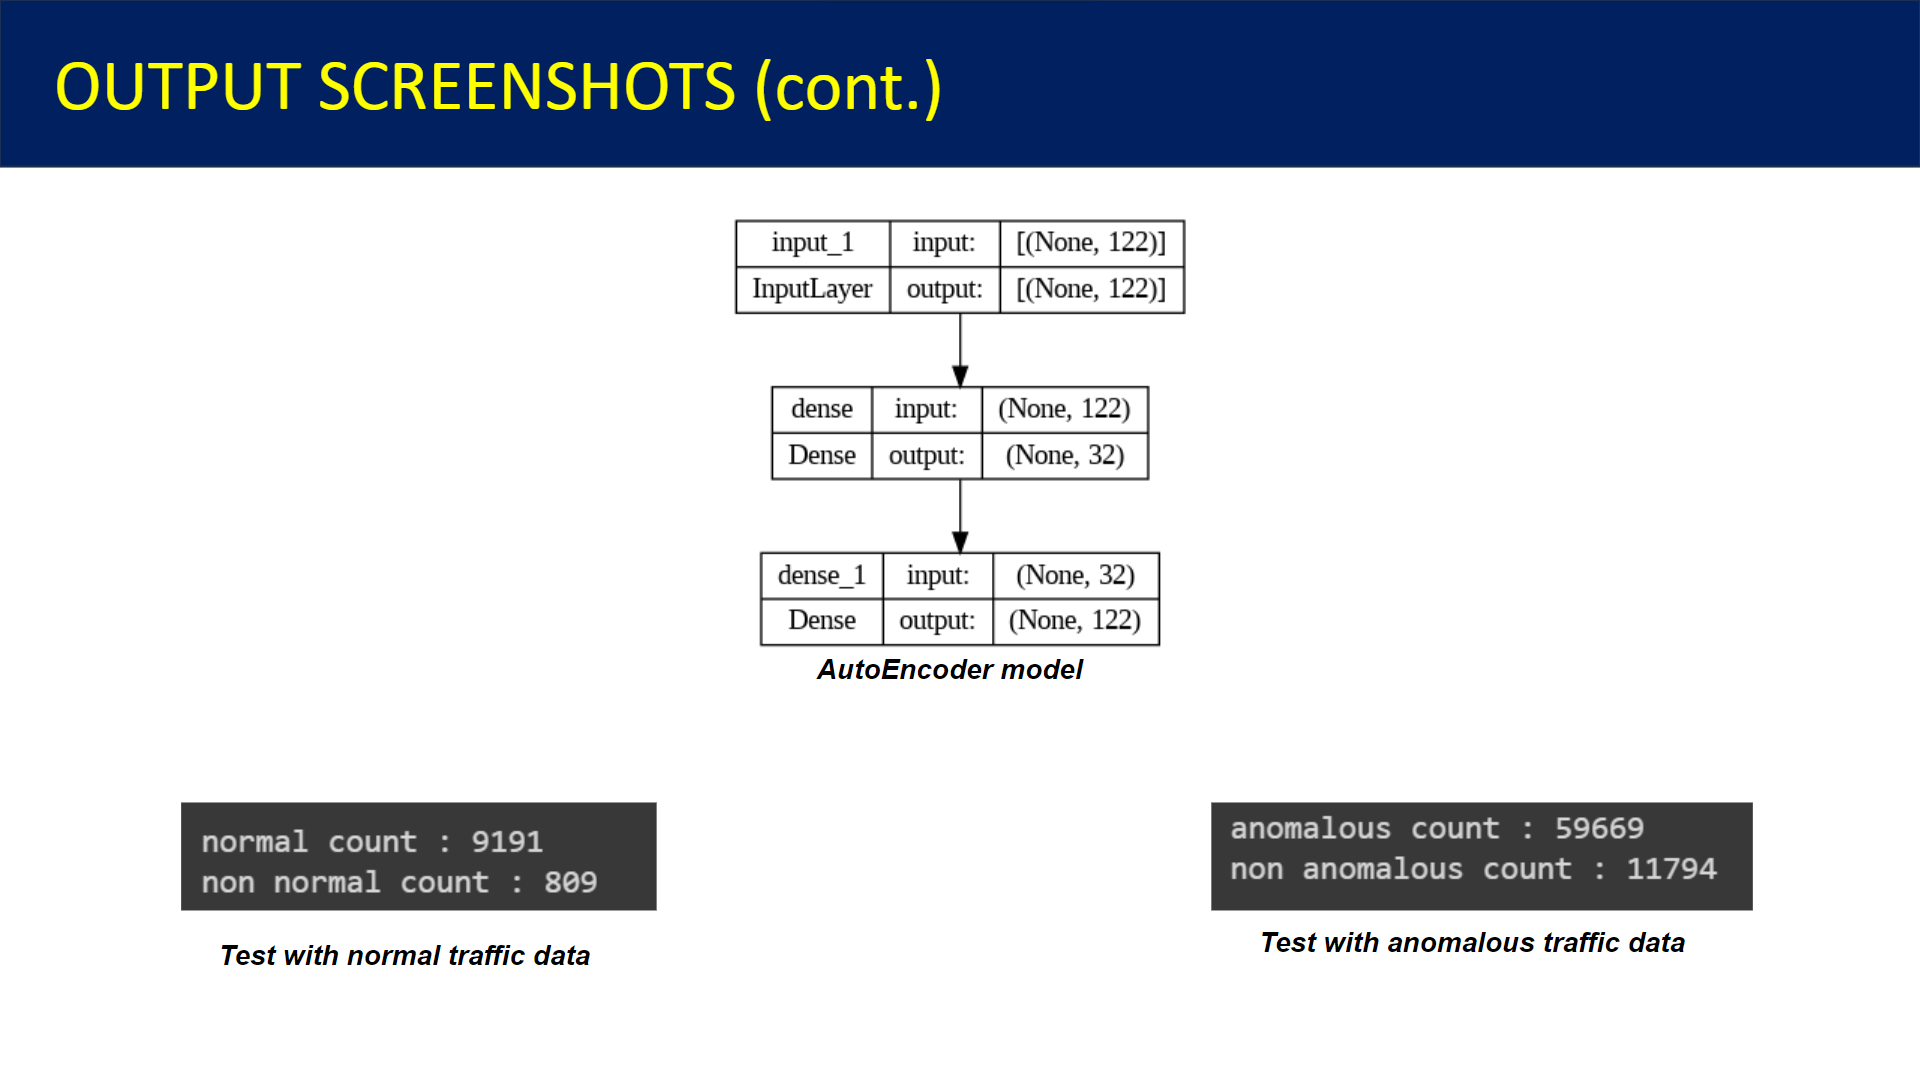 OUTPUT SCREENSHOTS (cont.)
input_1 input: [(None, 122)]
InputLayer output: [(None, 122)]
dense input: (None, 122)
Dense output: (None, 32)
dense_1 input: (None, 32)
Dense output: (None, 122)
AutoEncoder model
normal count : 9191
non normal count : 809
Test with normal traffic data
anomalous count : 59669
non anomalous count : 11794
Test with anomalous traffic data